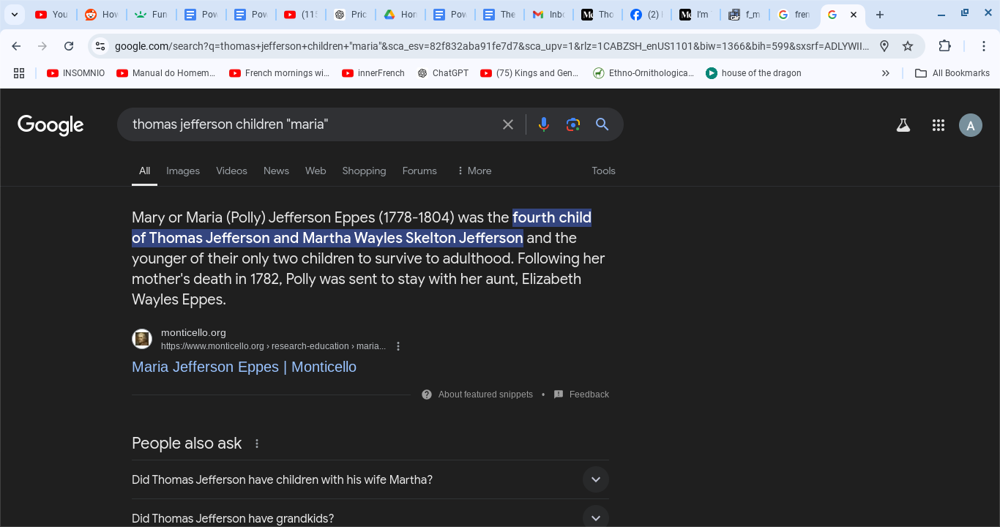 You
How
Fun
Pow
Pow
(115
Pric
Hom
Pow
The
Inbo
Tho
(2)
I'm
f_m
fren
google.com/search?q=thomas+jefferson+children+"maria"&sca_esv=82f832aba91fe7d7&sca_upv=1&rlz=1CABZSH_enUS1101&biw=1366&bih=599&sxsrf=ADLYWII...
INSOMNIO
Manual do Homem...
French mornings wi...
innerFrench
ChatGPT
(75) Kings and Gen...
Ethno-Ornithologica...
house of the dragon
»
All Bookmarks
Google
thomas jefferson children "maria"
A
All
Images
Videos
News
Web
Shopping
Forums
More
Tools
Mary or Maria (Polly) Jefferson Eppes (1778-1804) was the fourth child
of Thomas Jefferson and Martha Wayles Skelton Jefferson and the
younger of their only two children to survive to adulthood. Following her
mother's death in 1782, Polly was sent to stay with her aunt, Elizabeth
Wayles Eppes.
monticello.org
https://www.monticello.org › research-education › maria...
Maria Jefferson Eppes | Monticello
About featured snippets • Feedback
People also ask
Did Thomas Jefferson have children with his wife Martha?
Did Thomas Jefferson have grandkids?